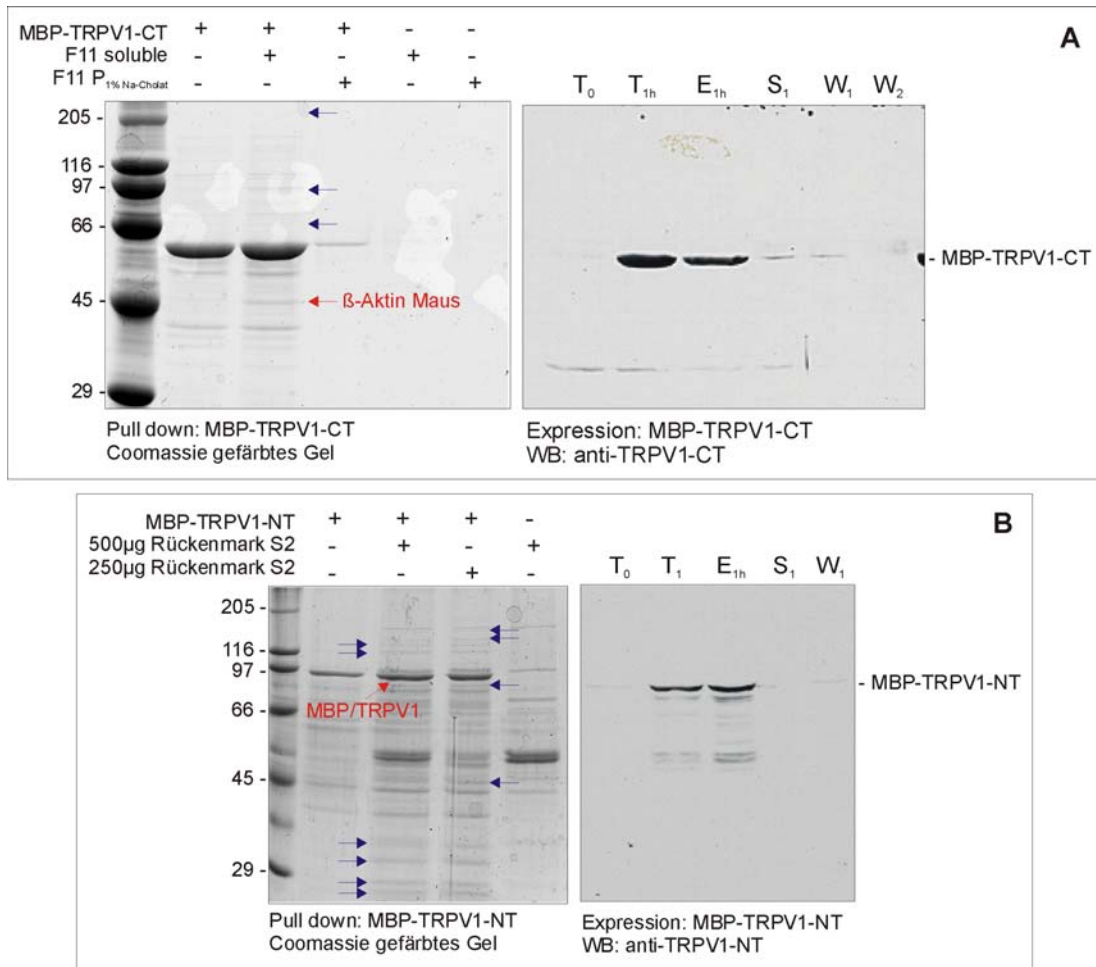 A
MBP-TRPV1-CT + + + - -
F11 soluble - + - + -
F11 P1% Na-Cholat - - + - +
205 -
116 -
97 -
66 -
45 -
29 -
ß-Aktin Maus
Pull down: MBP-TRPV1-CT
Coomassie gefärbtes Gel
T0 T1h E1h S1 W1 W2
- MBP-TRPV1-CT
Expression: MBP-TRPV1-CT
WB: anti-TRPV1-CT
B
MBP-TRPV1-NT + + + -
500µg Rückenmark S2 - + - +
250µg Rückenmark S2 - - + -
205 -
116 -
97 -
66 -
45 -
29 -
MBP/TRPV1
Pull down: MBP-TRPV1-NT
Coomassie gefärbtes Gel
T0 T1 E1h S1 W1
- MBP-TRPV1-NT
Expression: MBP-TRPV1-NT
WB: anti-TRPV1-NT